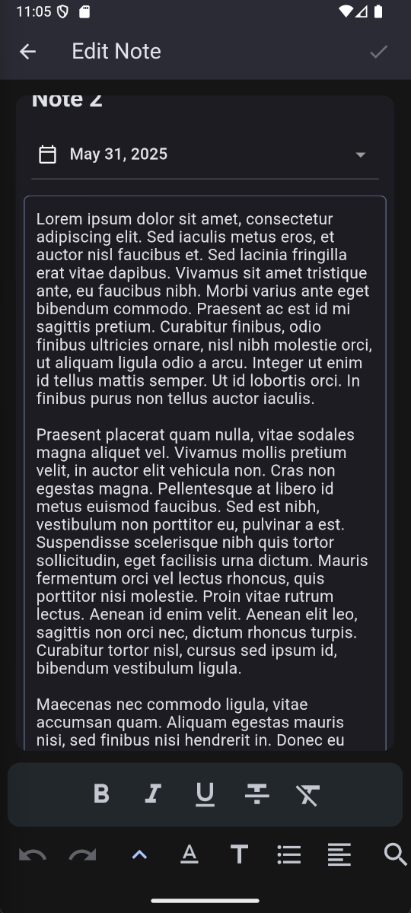 11:05
Edit Note
Note 2
May 31, 2025
Lorem ipsum dolor sit amet, consectetur
adipiscing elit. Sed iaculis metus eros, et
auctor nisl faucibus et. Sed lacinia fringilla
erat vitae dapibus. Vivamus sit amet tristique
ante, eu faucibus nibh. Morbi varius ante eget
bibendum commodo. Praesent ac est id mi
sagittis pretium. Curabitur finibus, odio
finibus ultricies ornare, nisl nibh molestie orci,
ut aliquam ligula odio a arcu. Integer ut enim
id tellus mattis semper. Ut id lobortis orci. In
finibus purus non tellus auctor iaculis.
Praesent placerat quam nulla, vitae sodales
magna aliquet vel. Vivamus mollis pretium
velit, in auctor elit vehicula non. Cras non
egestas magna. Pellentesque at libero id
metus euismod faucibus. Sed est nibh,
vestibulum non porttitor eu, pulvinar a est.
Suspendisse scelerisque nibh quis tortor
sollicitudin, eget facilisis urna dictum. Mauris
fermentum orci vel lectus rhoncus, quis
porttitor nisi molestie. Proin vitae rutrum
lectus. Aenean id enim velit. Aenean elit leo,
sagittis non orci nec, dictum rhoncus turpis.
Curabitur tortor nisl, cursus sed ipsum id,
bibendum vestibulum ligula.
Maecenas nec commodo ligula, vitae
accumsan quam. Aliquam egestas mauris
nisi, sed finibus nisi hendrerit in. Donec eu
B I U
A T